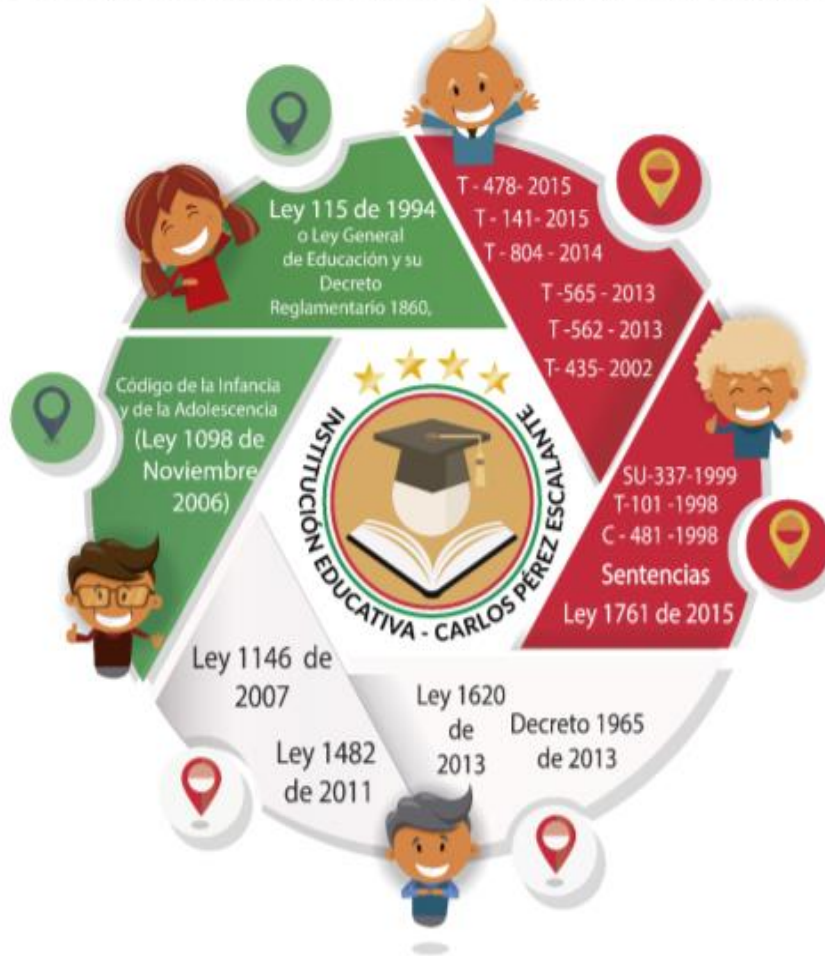 Ley 115 de 1994
o Ley General
de Educación y su
Decreto
Reglamentario 1860,
T - 478- 2015
T - 141- 2015
T - 804 - 2014
T -565 - 2013
T -562 - 2013
T- 435- 2002
SU-337-1999
T-101 -1998
C - 481 -1998
Sentencias
Ley 1761 de 2015
Ley 1620
de
2013
Decreto 1965
de 2013
Ley 1146 de
2007
Ley 1482
de 2011
Código de la Infancia
y de la Adolescencia
(Ley 1098 de
Noviembre
2006)
INSTITUCIÓN EDUCATIVA - CARLOS PÉREZ ESCALANTE